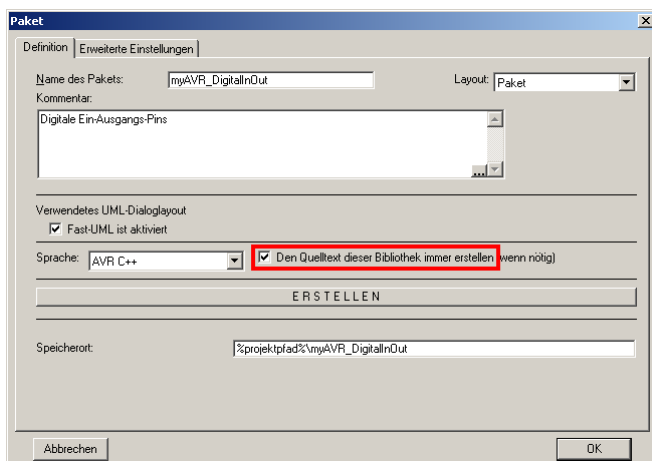 Paket
Definition Erweiterte Einstellungen
Name des Pakets: myAVR_DigitalInOut Layout: Paket
Kommentar:
Digitale Ein-Ausgangs-Pins
...
Verwendetes UML-Dialoglayout
Fast-UML ist aktiviert
Sprache: AVR C++ Den Quelltext dieser Bibliothek immer erstellen (wenn nötig)
E R S T E L L E N
Speicherort: %projektpfad%\myAVR_DigitalInOut
Abbrechen OK